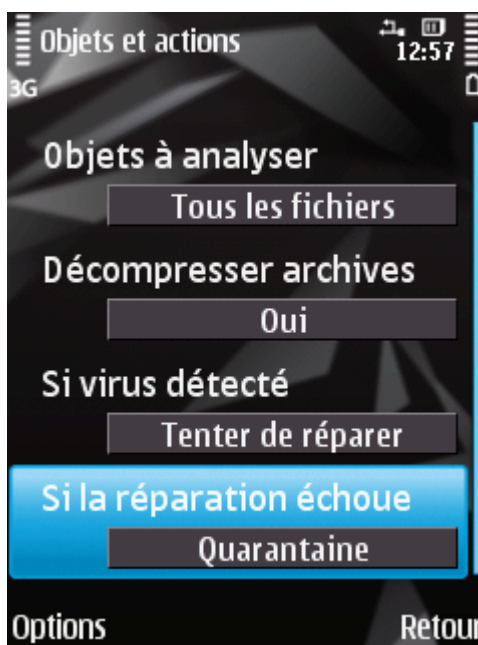 Objets et actions
12:57
3G
Objets à analyser
Tous les fichiers
Décompresser archives
Oui
Si virus détecté
Tenter de réparer
Si la réparation échoue
Quarantaine
Options
Retour